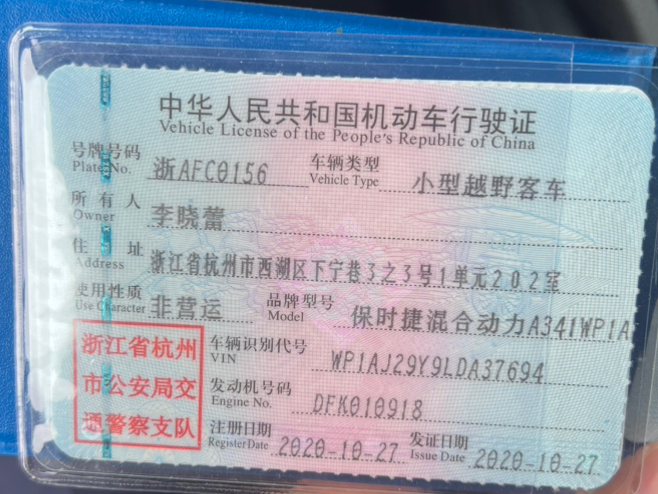 中华人民共和国机动车行驶证
Vehicle License of the People's Republic of China
号牌号码 浙AFC0156 车辆类型 小型越野客车
Plate No. Vehicle Type
所有人 李晓蕾
Owner
住址 浙江省杭州市西湖区下宁巷3之3号1单元202室
Address
使用性质 非营运 品牌型号 保时捷混合动力A341WP1A
Use Character Model
浙江省杭州
市公安局交
通警察支队
车辆识别代号 WP1AJ29Y9LDA37694
VIN
发动机号码 DFK010918
Engine No.
注册日期 2020-10-27 发证日期 2020-10-27
Register Date Issue Date